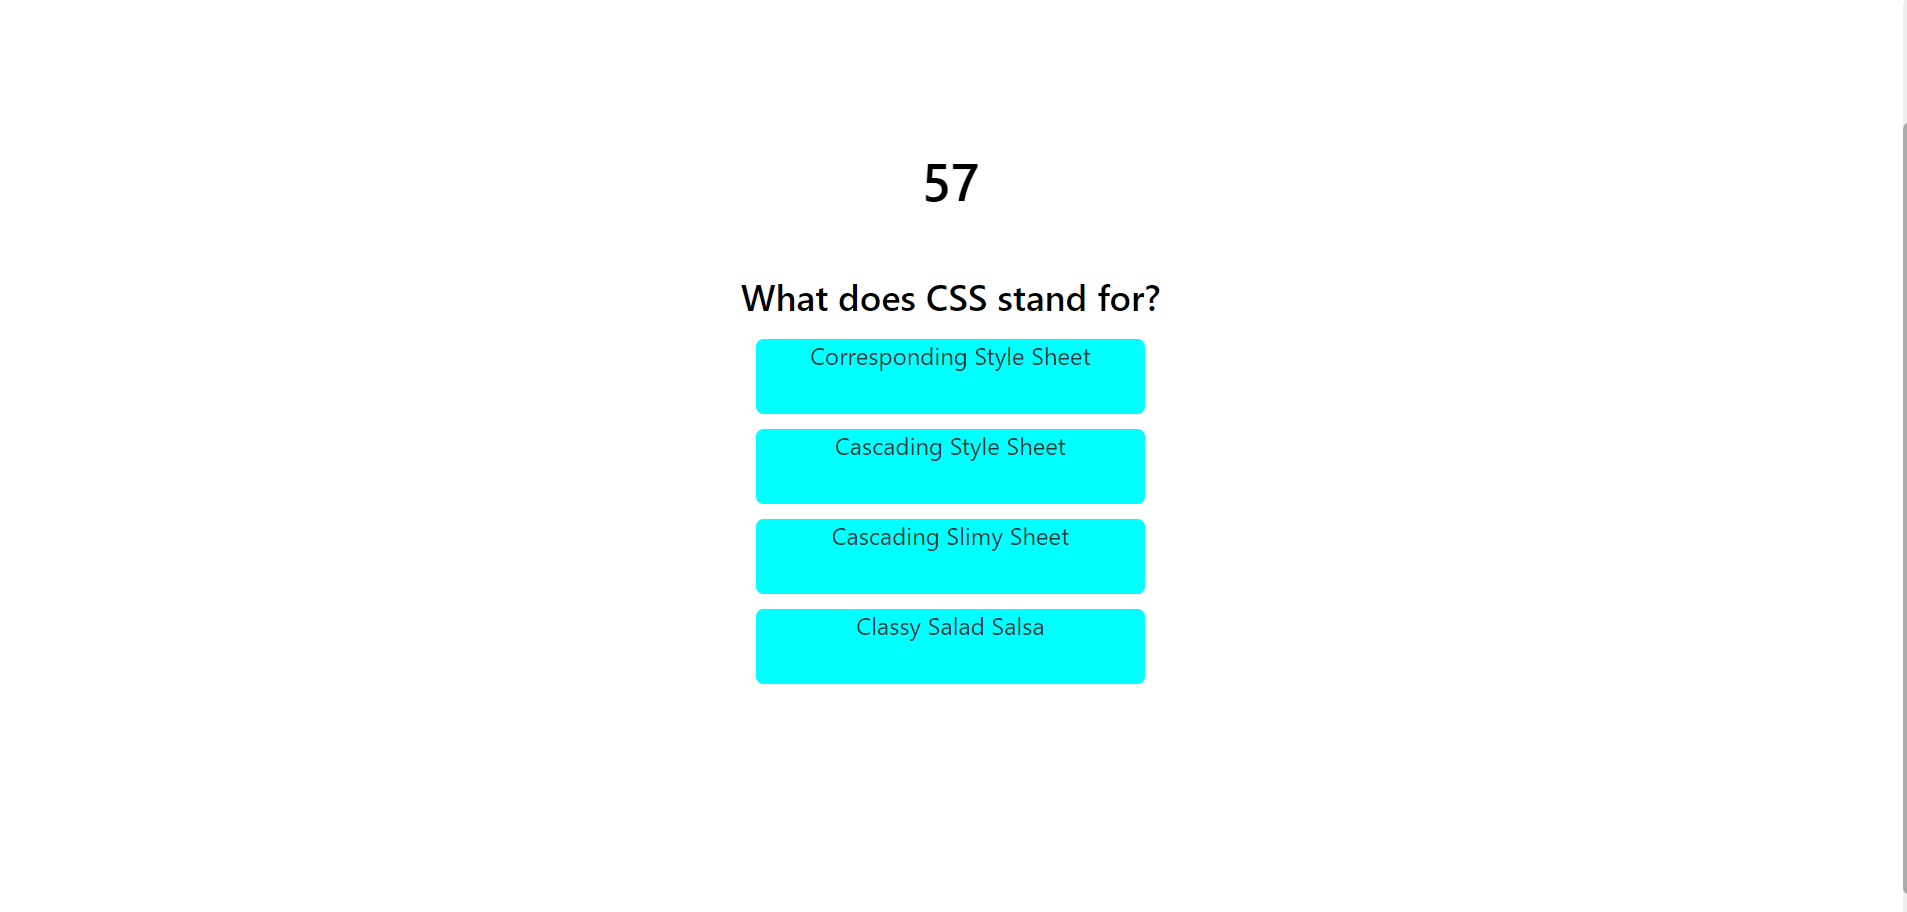 57
What does CSS stand for?
Corresponding Style Sheet
Cascading Style Sheet
Cascading Slimy Sheet
Classy Salad Salsa